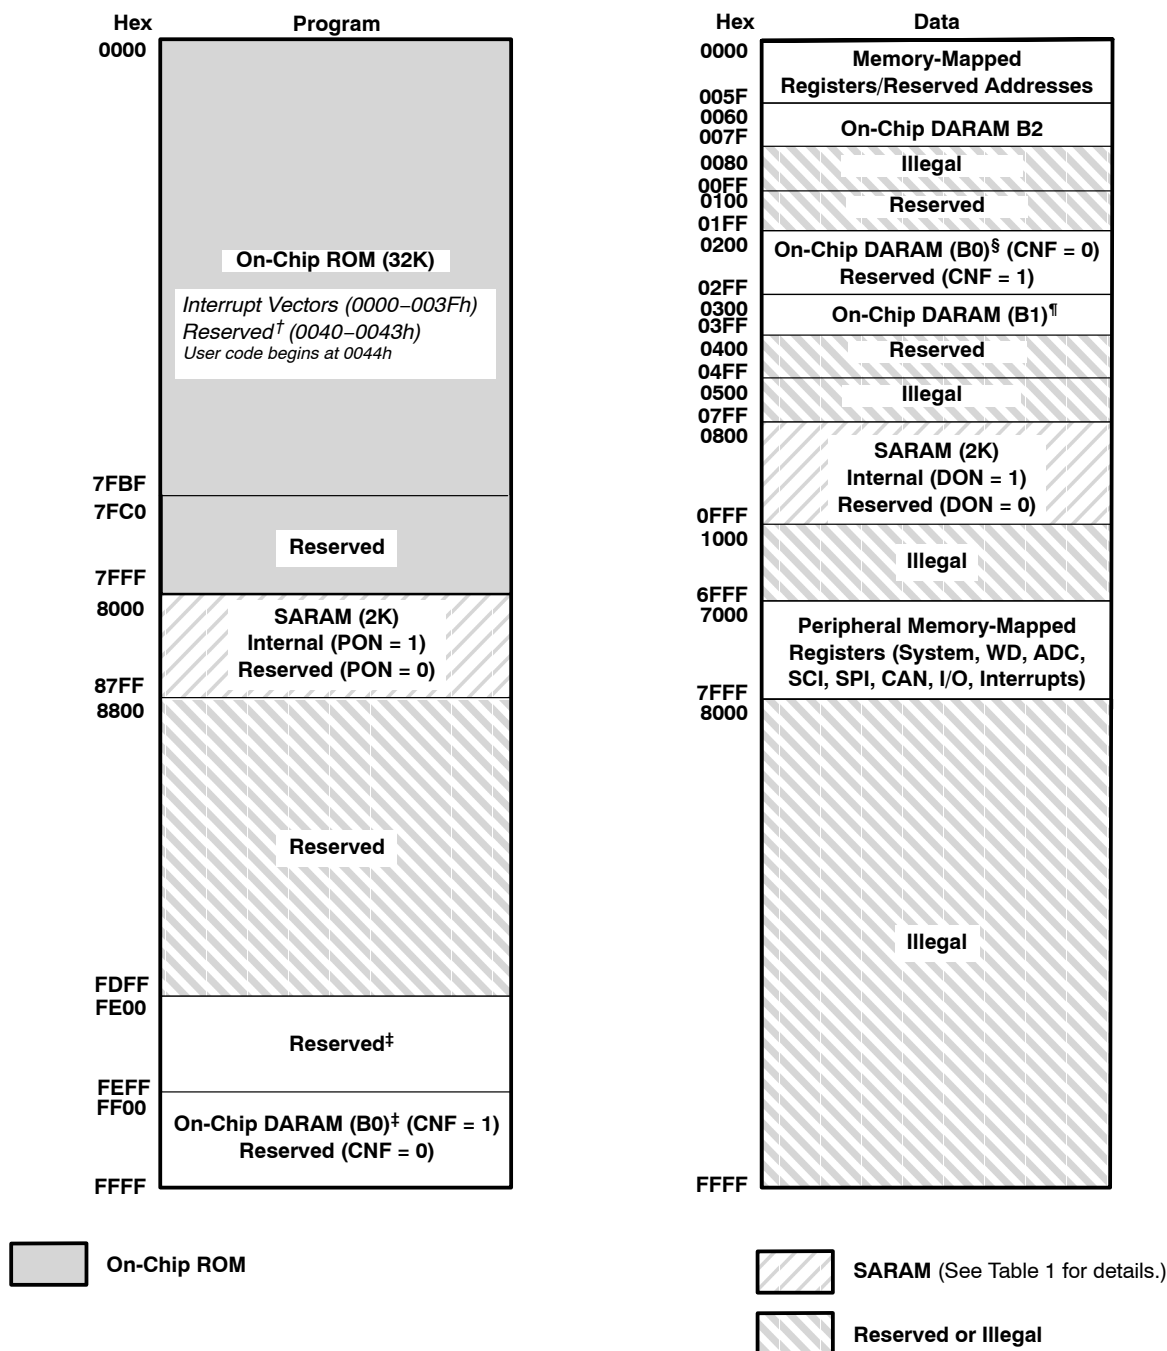 Hex Program
0000
On-Chip ROM (32K)
Interrupt Vectors (0000–003Fh)
Reserved† (0040–0043h)
User code begins at 0044h
7FBF
7FC0
Reserved
7FFF
8000
SARAM (2K)
Internal (PON = 1)
Reserved (PON = 0)
87FF
8800
Reserved
FDFF
FE00
Reserved‡
FEFF
FF00
On-Chip DARAM (B0)‡ (CNF = 1)
Reserved (CNF = 0)
FFFF
On-Chip ROM
Hex Data
0000
Memory-Mapped
Registers/Reserved Addresses
005F
0060
On-Chip DARAM B2
007F
0080
Illegal
00FF
0100
Reserved
01FF
0200
On-Chip DARAM (B0)§ (CNF = 0)
Reserved (CNF = 1)
02FF
0300
On-Chip DARAM (B1)¶
03FF
0400
Reserved
04FF
0500
Illegal
07FF
0800
SARAM (2K)
Internal (DON = 1)
Reserved (DON = 0)
0FFF
1000
Illegal
6FFF
7000
Peripheral Memory-Mapped
Registers (System, WD, ADC,
SCI, SPI, CAN, I/O, Interrupts)
7FFF
8000
Illegal
FFFF
SARAM (See Table 1 for details.)
Reserved or Illegal